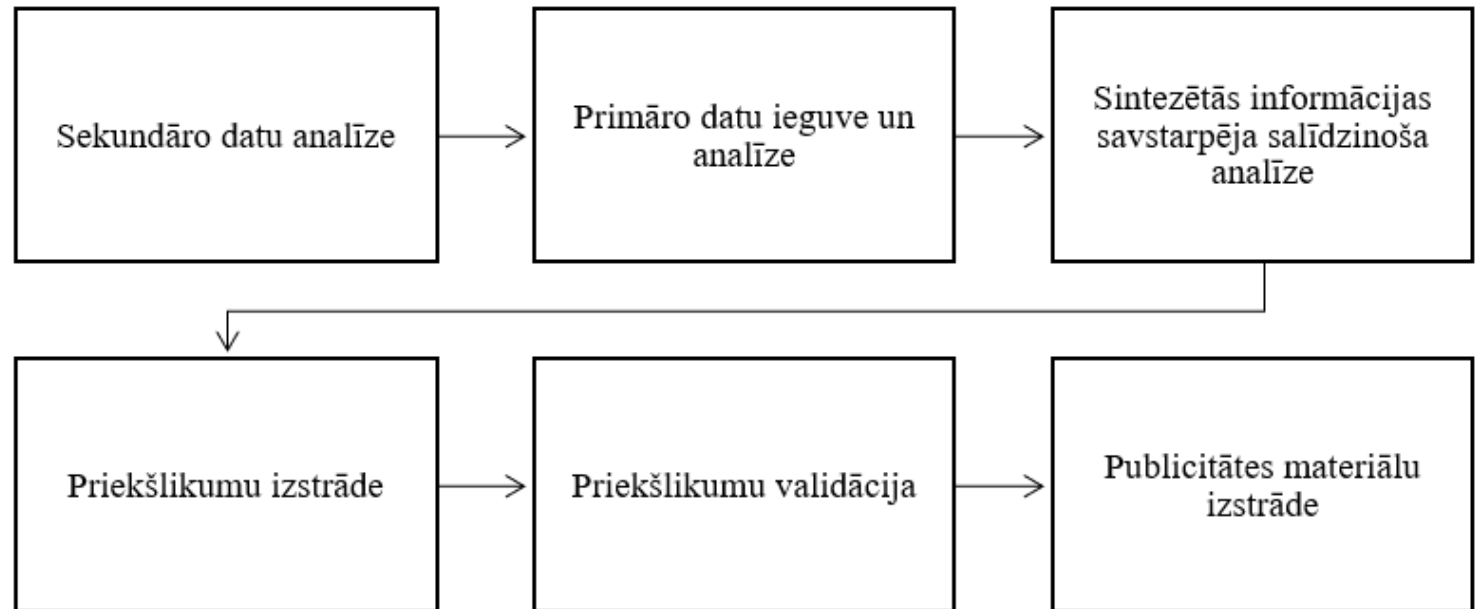 Sekundāro datu analīze
Primāro datu ieguve un
analīze
Sintezētās informācijas
savstarpēja salīdzinoša
analīze
Priekšlikumu izstrāde
Priekšlikumu validācija
Publicitātes materiālu
izstrāde